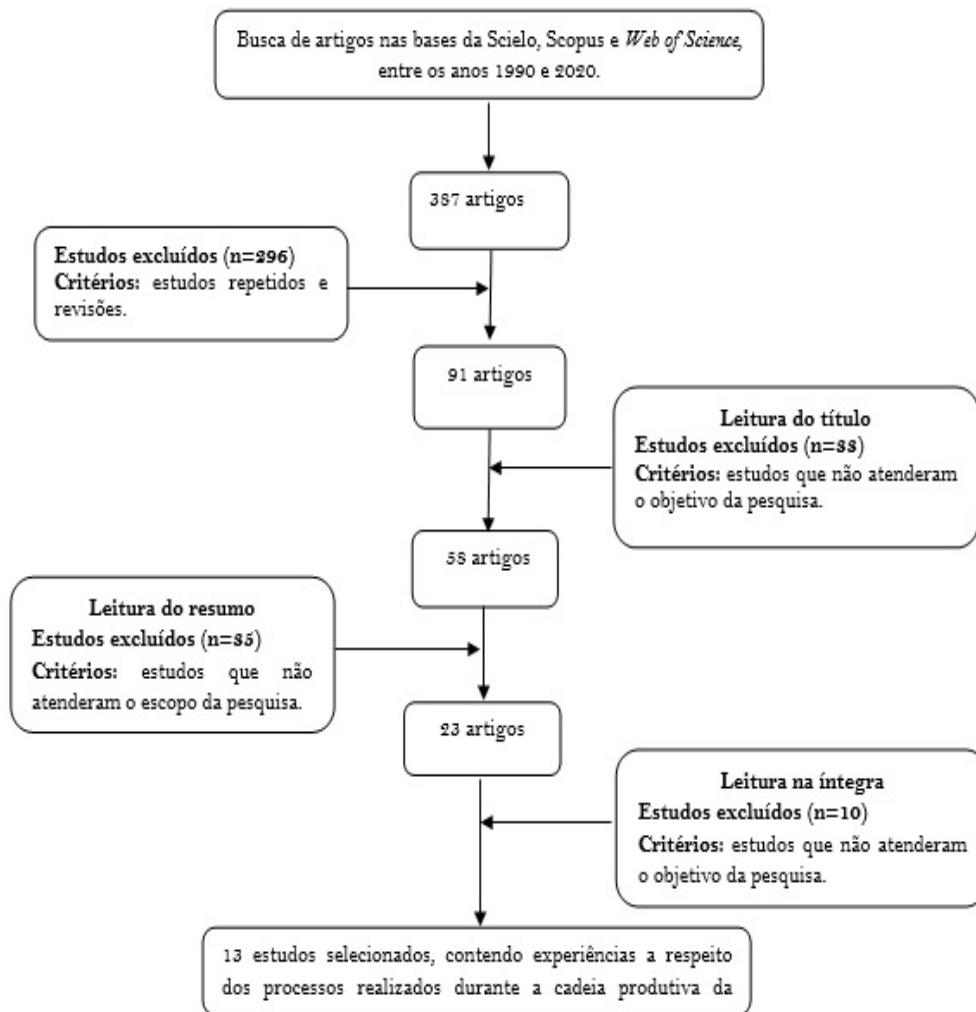 Busca de artigos nas bases da Scielo, Scopus e Web of Science,
entre os anos 1990 e 2020.
387 artigos
Estudos excluídos (n=296)
Critérios: estudos repetidos e
revisões.
91 artigos
Leitura do título
Estudos excluídos (n=33)
Critérios: estudos que não atenderam
o objetivo da pesquisa.
58 artigos
Leitura do resumo
Estudos excluídos (n=35)
Critérios: estudos que não
atenderam o escopo da pesquisa.
23 artigos
Leitura na íntegra
Estudos excluídos (n=10)
Critérios: estudos que não atenderam
o objetivo da pesquisa.
13 estudos selecionados, contendo experiências a respeito
dos processos realizados durante a cadeia produtiva da